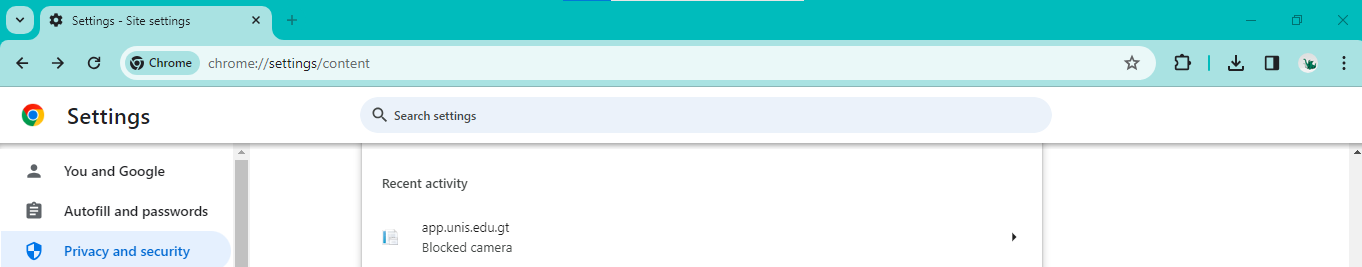 Settings - Site settings
Chrome
chrome://settings/content
Settings
Search settings
You and Google
Autofill and passwords
Privacy and security
Recent activity
app.unis.edu.gt
Blocked camera